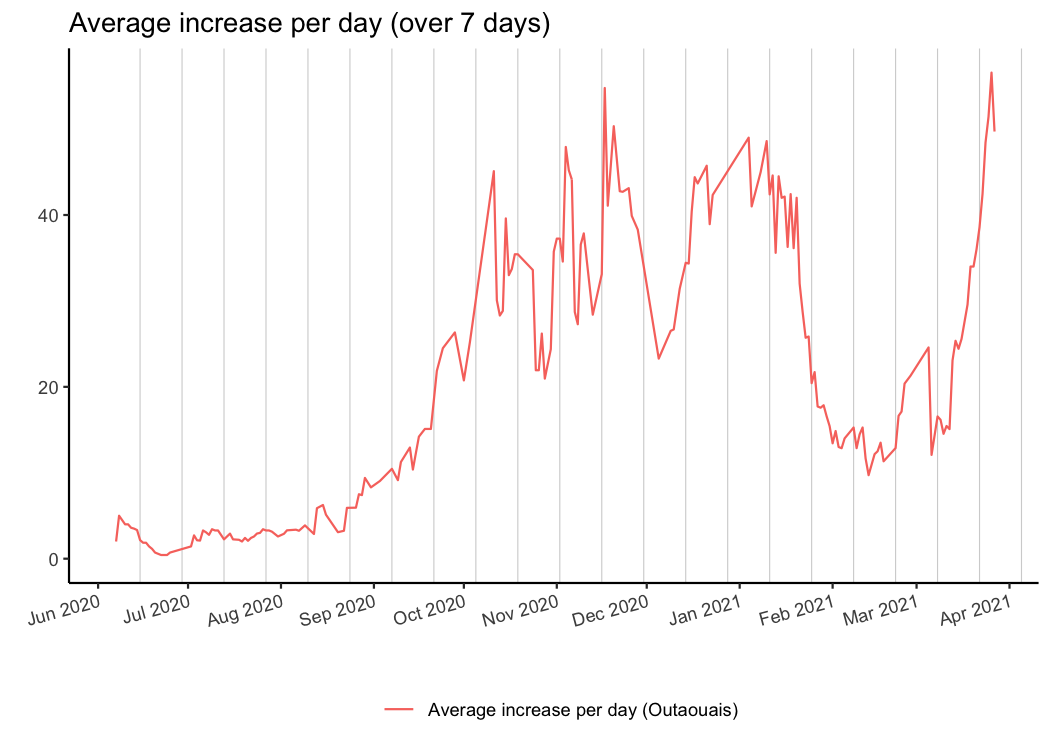 Average increase per day (over 7 days)
40
20
0
Jun 2020
Jul 2020
Aug 2020
Sep 2020
Oct 2020
Nov 2020
Dec 2020
Jan 2021
Feb 2021
Mar 2021
Apr 2021
Average increase per day (Outaouais)